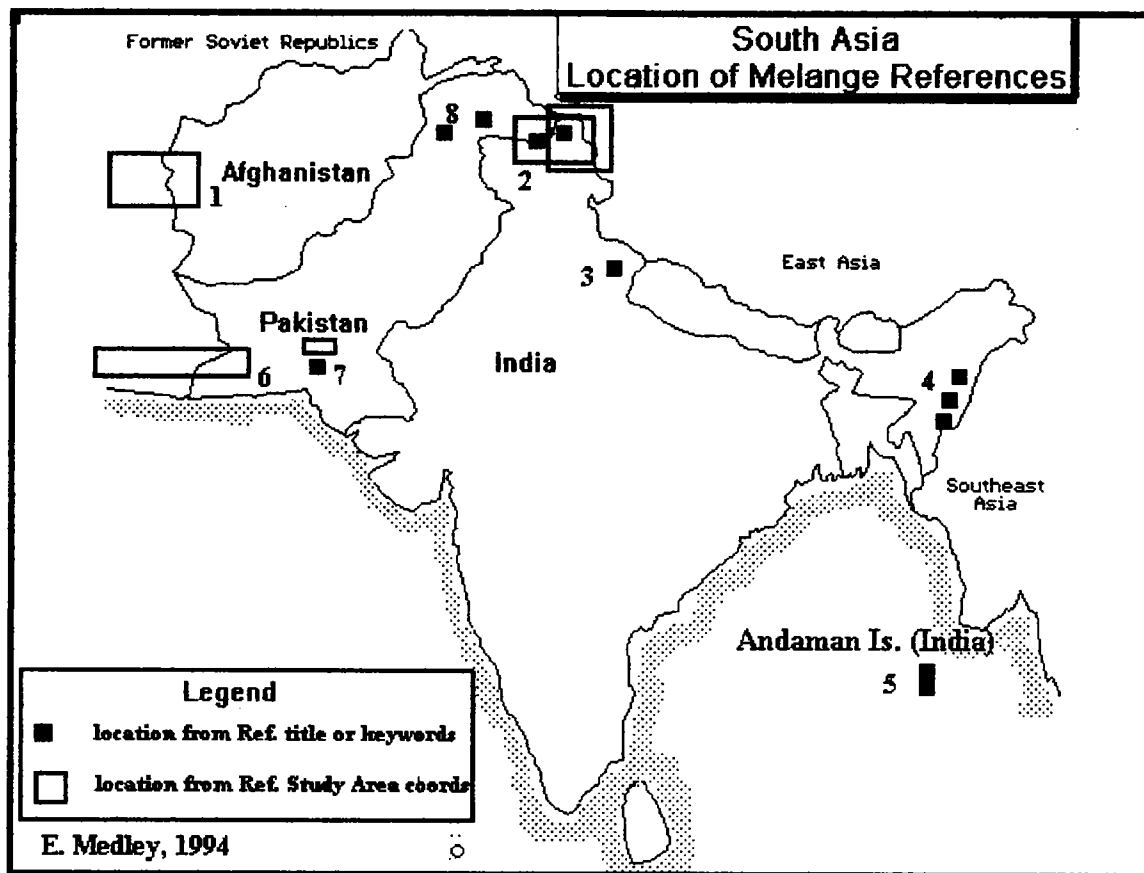 South Asia
Location of Melange References
Former Soviet Republics
8
Afghanistan
1
2
East Asia
3
Pakistan
India
6
7
4
Southeast
Asia
Andaman Is. (India)
5
Legend
location from Ref. title or keywords
location from Ref. Study Area coords
E. Medley, 1994